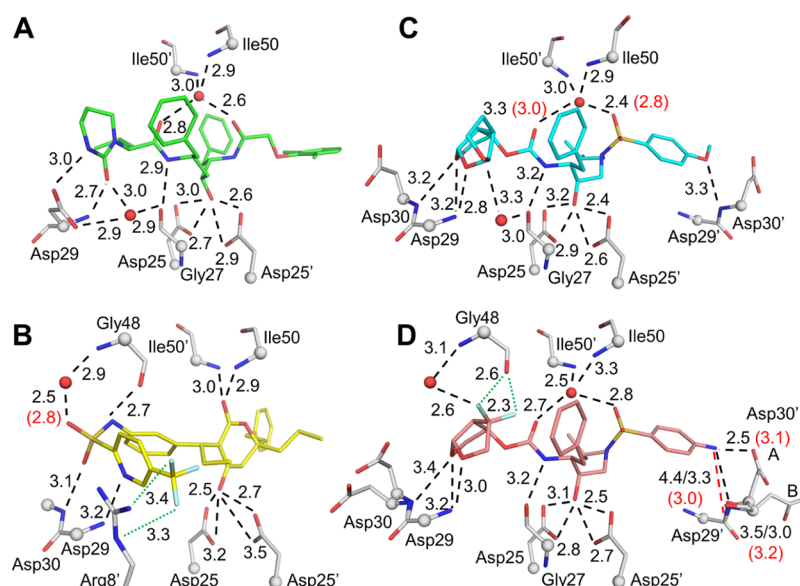 A
Ile50'
Ile50
3.0
2.9
2.8
2.6
3.0
2.7
3.0
2.9
3.0
2.6
2.9
2.9
2.7
2.9
Asp29
Asp25
Gly27
Asp25'
C
Ile50'
Ile50
3.0
2.9
3.3 (3.0)
2.4 (2.8)
3.2
3.2
2.8
3.3
3.2
3.2
2.4
3.3
3.0
2.9
2.6
Asp30
Asp29
Asp25
Gly27
Asp25'
Asp29'
Asp30'
B
Gly48
Ile50'
Ile50
2.9
2.5
(2.8)
2.7
3.0
2.9
3.1
3.2
3.4
3.3
2.5
2.7
3.2
3.5
Asp30
Asp29
Arg8'
Asp25
Asp25'
D
Gly48
Ile50'
Ile50
3.1
2.6
2.6
2.3
2.5
3.3
2.7
2.8
3.4
3.2
3.0
3.2
3.1
2.5
2.8
2.7
Asp30
Asp29
Asp25
Gly27
Asp25'
Asp30'
2.5 (3.1)
A
4.4/3.3
(3.0)
B
Asp29'
3.5/3.0
(3.2)